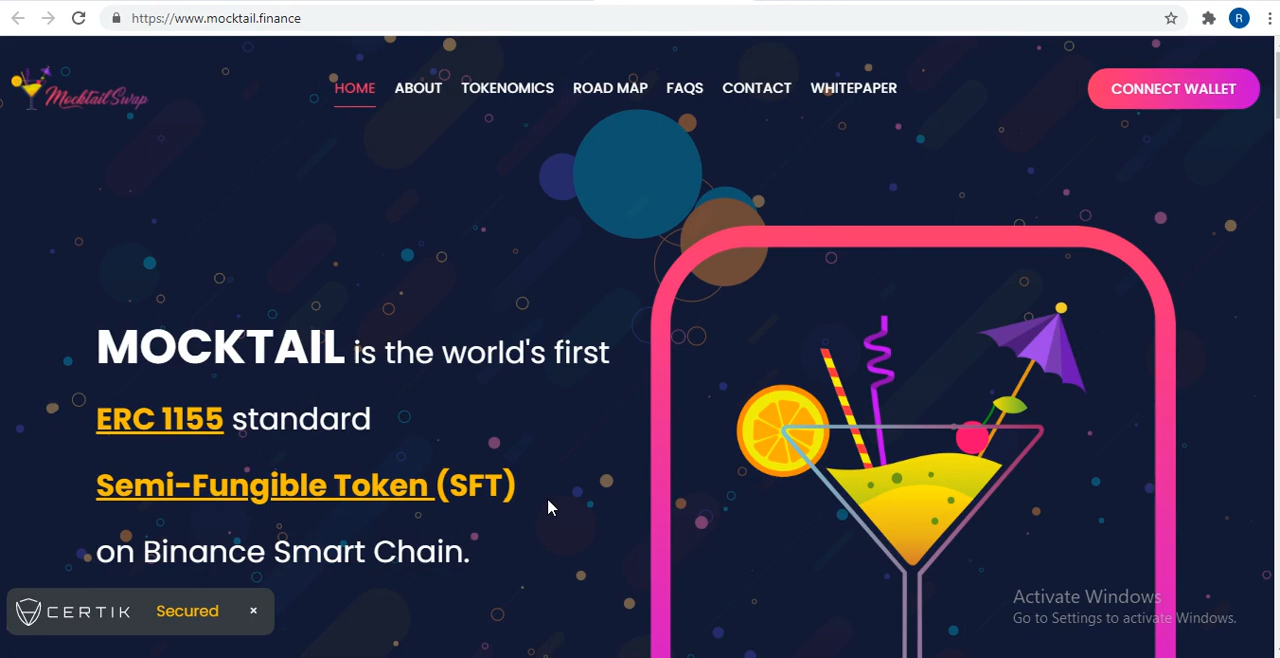 https://www.mocktail.finance
R
Mocktail Swap
HOME ABOUT TOKENOMICS ROAD MAP FAQS CONTACT WHITEPAPER
CONNECT WALLET
MOCKTAIL is the world's first
ERC 1155 standard
Semi-Fungible Token (SFT)
on Binance Smart Chain.
CERTIK Secured ×
Activate Windows
Go to Settings to activate Windows.